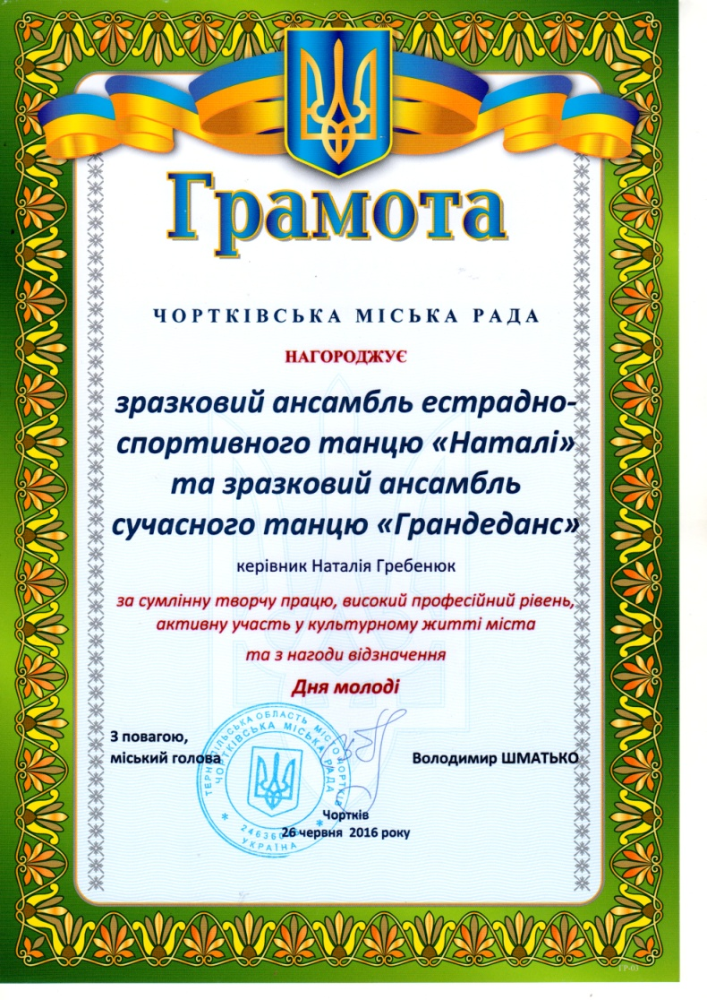 Грамота
ЧОРТКІВСЬКА МІСЬКА РАДА
НАГОРОДЖУЄ
зразковий ансамбль естрадно-
спортивного танцю «Наталі»
та зразковий ансамбль
сучасного танцю «Грандеданс»
керівник Наталія Гребенюк
за сумлінну творчу працю, високий професійний рівень,
активну участь у культурному житті міста
та з нагоди відзначення
Дня молоді
З повагою,
міський голова
Володимир ШМАТЬКО
ТЕРНОПІЛЬСЬКА ОБЛАСТЬ МІСТО ЧОРТКІВ
ЧОРТКІВСЬКА МІСЬКА РАДА
УКРАЇНА
Чортків
26 червня 2016 року
ГР-03